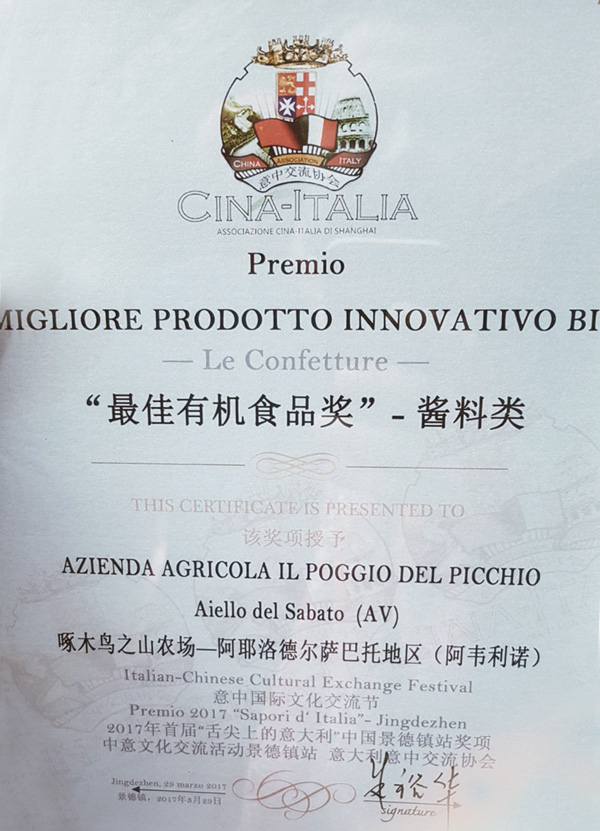 CHINA
ASSOCIATION
ITALY
意中交流协会
CINA-ITALIA
ASSOCIAZIONE CINA-ITALIA DI SHANGHAI
Premio
MIGLIORE PRODOTTO INNOVATIVO BI
— Le Confetture —
“最佳有机食品奖” - 酱料类
THIS CERTIFICATE IS PRESENTED TO
该奖项授予
AZIENDA AGRICOLA IL POGGIO DEL PICCHIO
Aiello del Sabato (AV)
啄木鸟之山农场—阿耶洛德尔萨巴托地区（阿韦利诺）
Italian-Chinese Cultural Exchange Festival
意中国际文化交流节
Premio 2017 “Sapori d' Italia”- Jingdezhen
2017年首届“舌尖上的意大利”中国景德镇站奖项
中意文化交流活动景德镇站 意大利意中交流协会
Jingdezhen, 29 marzo 2017
景德镇，2017年3月29日
signature